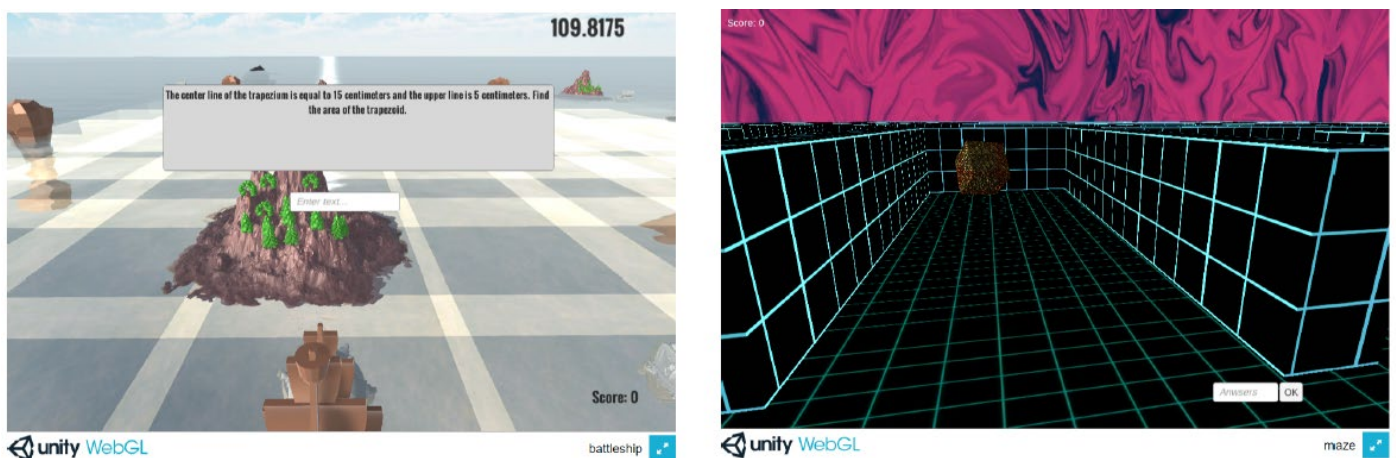 109.8175
The center line of the trapezium is equal to 15 centimeters and the upper line is 5 centimeters. Find
the area of the trapezoid.
Enter text...
Score: 0
unity WebGL
battleship
Score: 0
Anwsers
OK
unity WebGL
maze